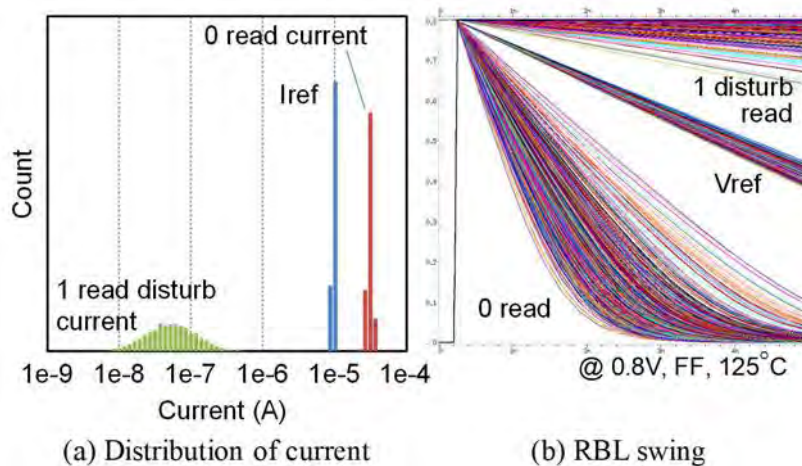 0 read current
Iref
Count
1 read disturb
current
1e-9 1e-8 1e-7 1e-6 1e-5 1e-4
Current (A)
(a) Distribution of current
1 disturb
read
Vref
0 read
@ 0.8V, FF, 125°C
(b) RBL swing